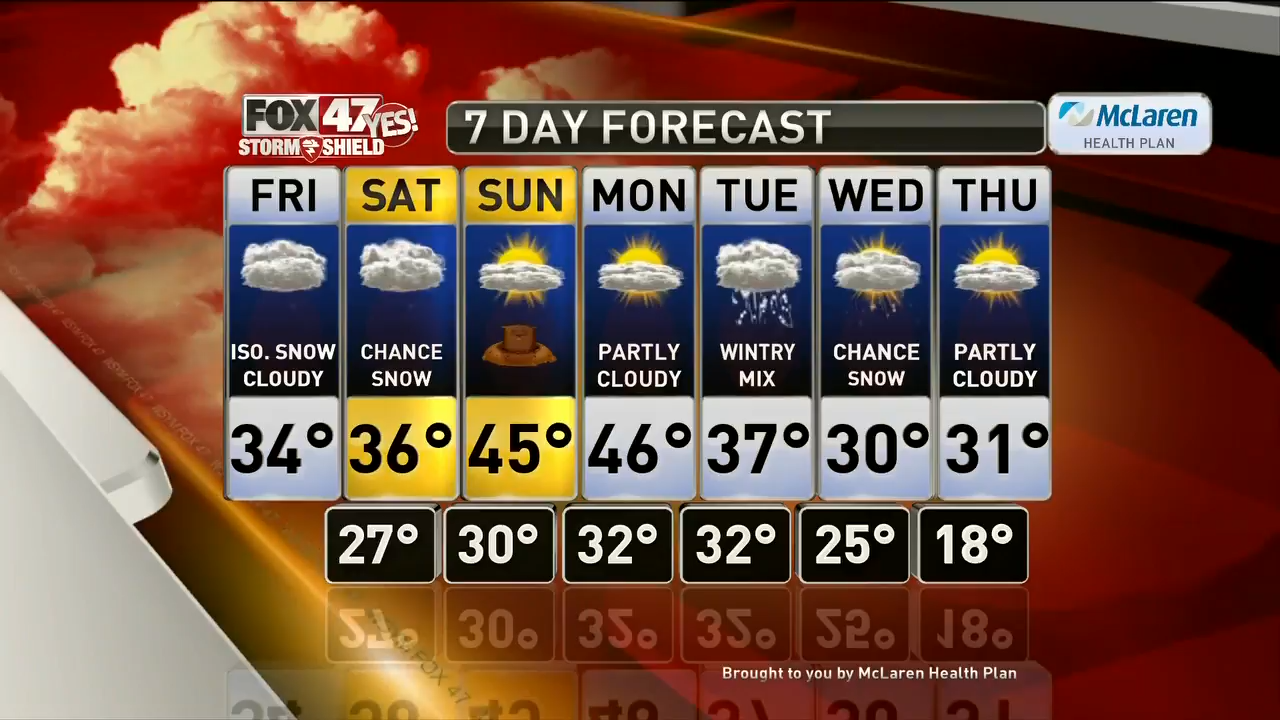 FOX 47 YES!
STORM SHIELD
7 DAY FORECAST
McLaren
HEALTH PLAN
FRI SAT SUN MON TUE WED THU
ISO. SNOW CHANCE PARTLY WINTRY CHANCE PARTLY
CLOUDY SNOW CLOUDY MIX SNOW CLOUDY
34° 36° 45° 46° 37° 30° 31°
27° 30° 32° 32° 25° 18°
Brought to you by McLaren Health Plan